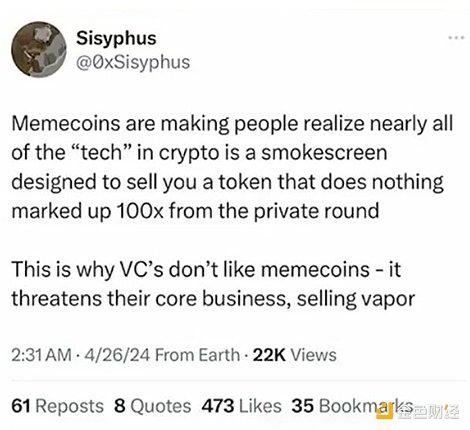 Sisyphus
@0xSisyphus
Memecoins are making people realize nearly all
of the “tech” in crypto is a smokescreen
designed to sell you a token that does nothing
marked up 100x from the private round
This is why VC’s don’t like memecoins - it
threatens their core business, selling vapor
2:31 AM · 4/26/24 From Earth · 22K Views
61 Reposts 8 Quotes 473 Likes 35 Bookmarks
金色财经